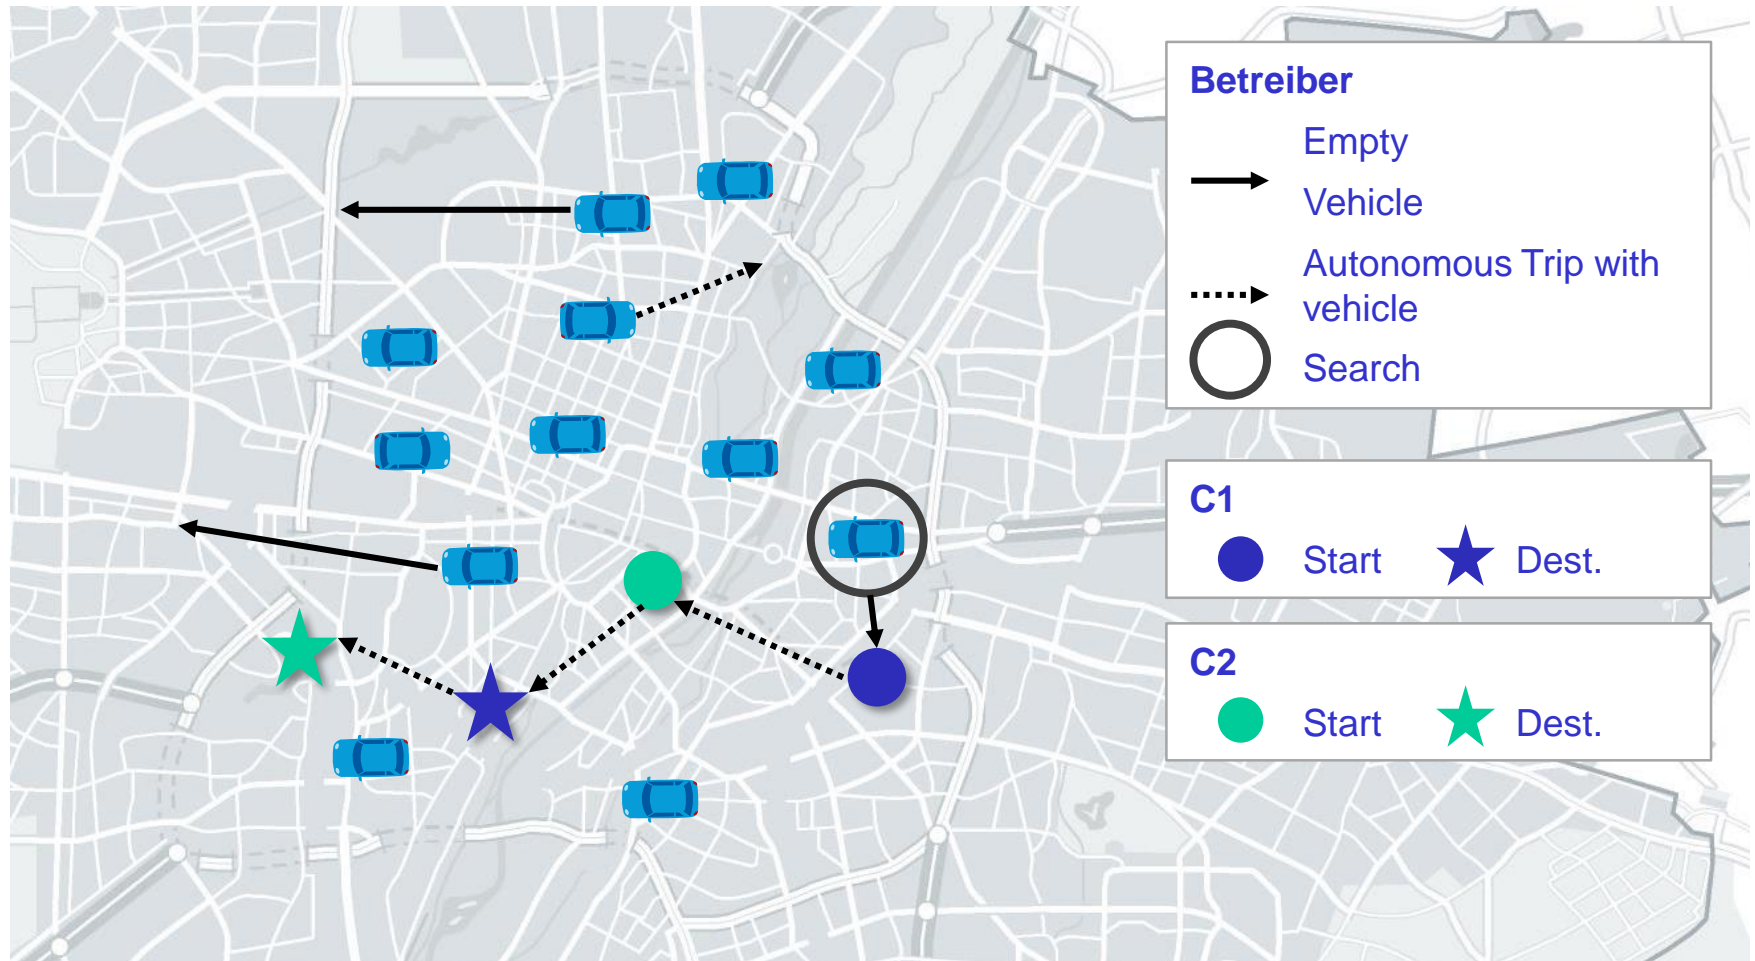 Betreiber
Empty
Vehicle
Autonomous Trip with
vehicle
Search
C1
Start Dest.
C2
Start Dest.